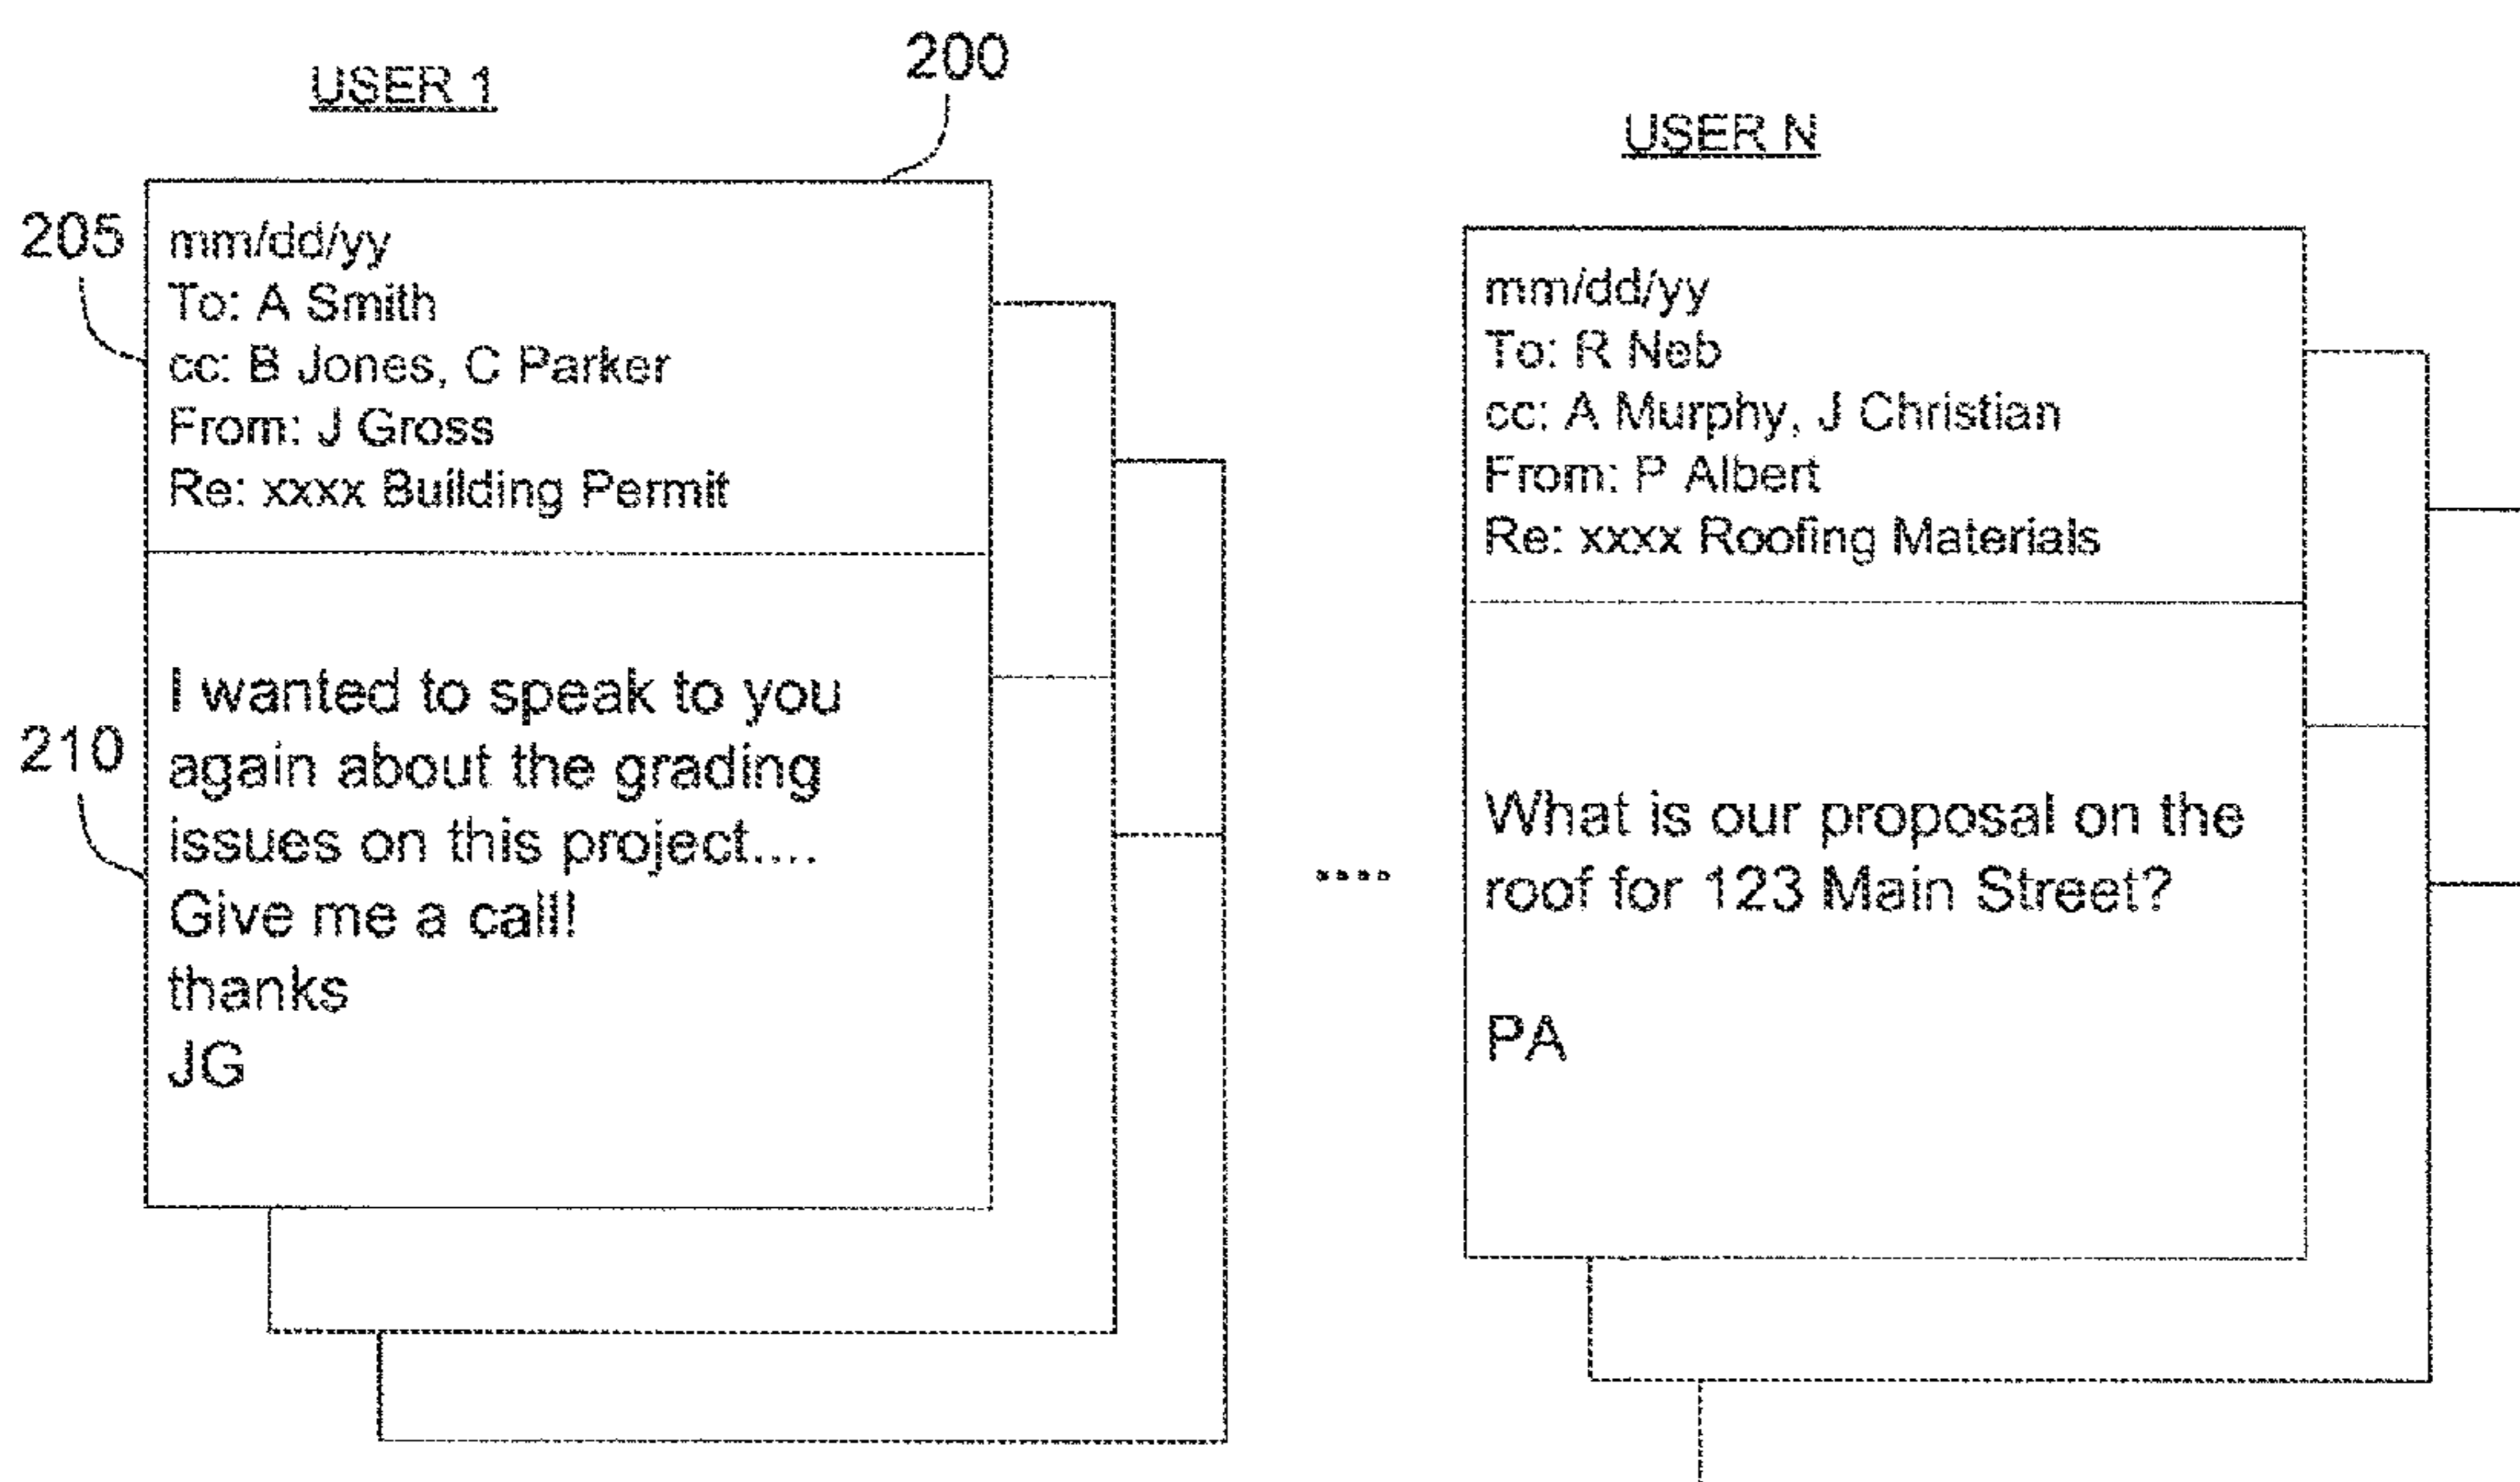 200
USER 1
205
mm/dd/yy
To: A Smith
cc: B Jones, C Parker
From: J Gross
Re: xxxx Building Permit
210
I wanted to speak to you
again about the grading
issues on this project....
Give me a call!
thanks
JG
....
USER N
mm/dd/yy
To: R Neb
cc: A Murphy, J Christian
From: P Albert
Re: xxxx Roofing Materials
What is our proposal on the
roof for 123 Main Street?
PA